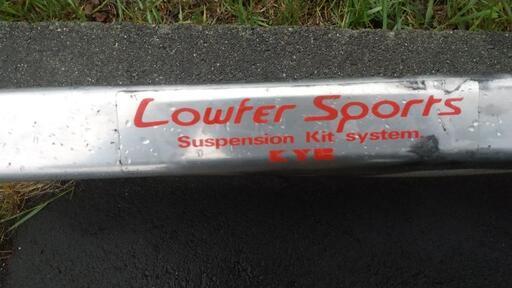 Lowfer Sports
Suspension Kit system
KYB